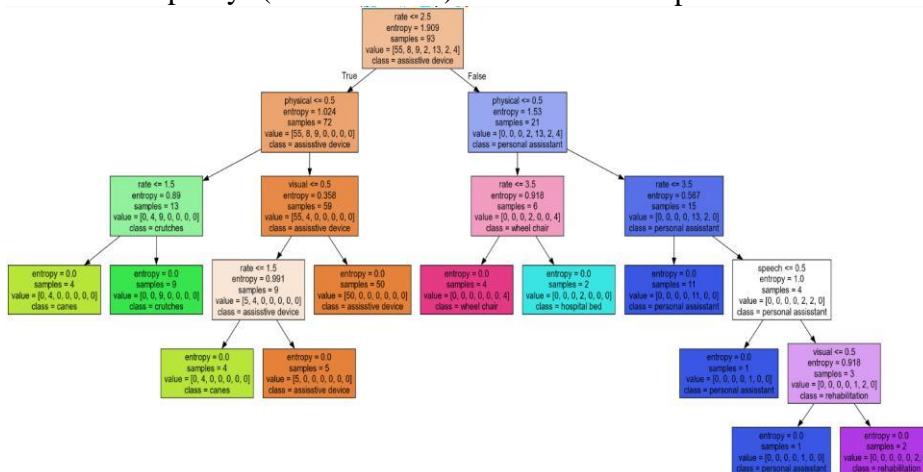 rate <= 2.5
entropy = 1.909
samples = 93
value = [55, 8, 9, 2, 13, 2, 4]
class = assisstive device
True
False
physical <= 0.5
entropy = 1.024
samples = 72
value = [55, 8, 9, 0, 0, 0, 0]
class = assisstive device
physical <= 0.5
entropy = 1.53
samples = 21
value = [0, 0, 0, 2, 13, 2, 4]
class = personal assisstant
rate <= 1.5
entropy = 0.89
samples = 13
value = [0, 4, 9, 0, 0, 0, 0]
class = crutches
visual <= 0.5
entropy = 0.358
samples = 59
value = [55, 4, 0, 0, 0, 0, 0]
class = assisstive device
rate <= 3.5
entropy = 0.918
samples = 6
value = [0, 0, 0, 2, 0, 0, 4]
class = wheel chair
rate <= 3.5
entropy = 0.567
samples = 15
value = [0, 0, 0, 0, 13, 2, 0]
class = personal assisstant
entropy = 0.0
samples = 4
value = [0, 4, 0, 0, 0, 0, 0]
class = canes
entropy = 0.0
samples = 9
value = [0, 0, 9, 0, 0, 0, 0]
class = crutches
rate <= 1.5
entropy = 0.991
samples = 9
value = [5, 4, 0, 0, 0, 0, 0]
class = assisstive device
entropy = 0.0
samples = 50
value = [50, 0, 0, 0, 0, 0, 0]
class = assisstive device
entropy = 0.0
samples = 4
value = [0, 0, 0, 0, 0, 0, 4]
class = wheel chair
entropy = 0.0
samples = 2
value = [0, 0, 0, 2, 0, 0, 0]
class = hospital bed
entropy = 0.0
samples = 11
value = [0, 0, 0, 0, 11, 0, 0]
class = personal assisstant
speech <= 0.5
entropy = 1.0
samples = 4
value = [0, 0, 0, 0, 2, 2, 0]
class = personal assisstant
entropy = 0.0
samples = 4
value = [0, 4, 0, 0, 0, 0, 0]
class = canes
entropy = 0.0
samples = 5
value = [5, 0, 0, 0, 0, 0, 0]
class = assisstive device
entropy = 0.0
samples = 1
value = [0, 0, 0, 0, 1, 0, 0]
class = personal assisstant
visual <= 0.5
entropy = 0.918
samples = 3
value = [0, 0, 0, 0, 1, 2, 0]
class = rehabilitation
entropy = 0.0
samples = 1
value = [0, 0, 0, 0, 1, 0, 0]
class = personal assisstant
entropy = 0.0
samples = 2
value = [0, 0, 0, 0, 0, 2,
class = rehabilitation